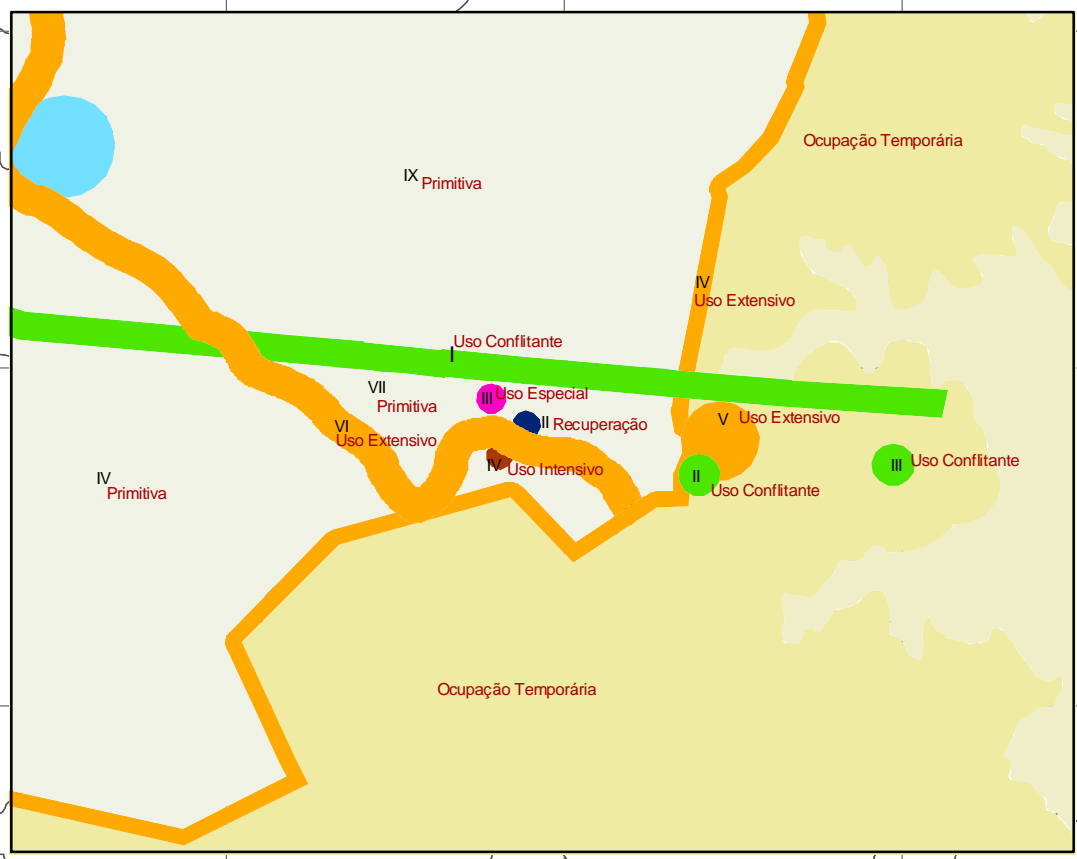 Ocupação Temporária
IX Primitiva
IV
Uso Extensivo
Uso Conflitante
I
VII
Primitiva
III Uso Especial
II Recuperação
V Uso Extensivo
VI
Uso Extensivo
IV Uso Intensivo
III Uso Conflitante
II
Uso Conflitante
IV
Primitiva
Ocupação Temporária